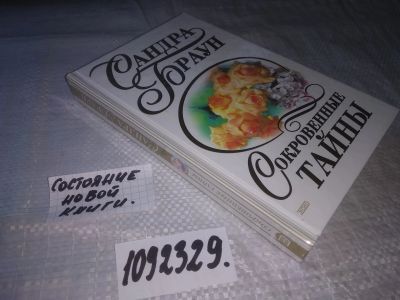 САНДРА
БРАУН
СОКРОВЕННЫЕ
ТАЙНЫ
СОСТОЯНИЕ
НОВОЙ
КНИГИ.
1092329.